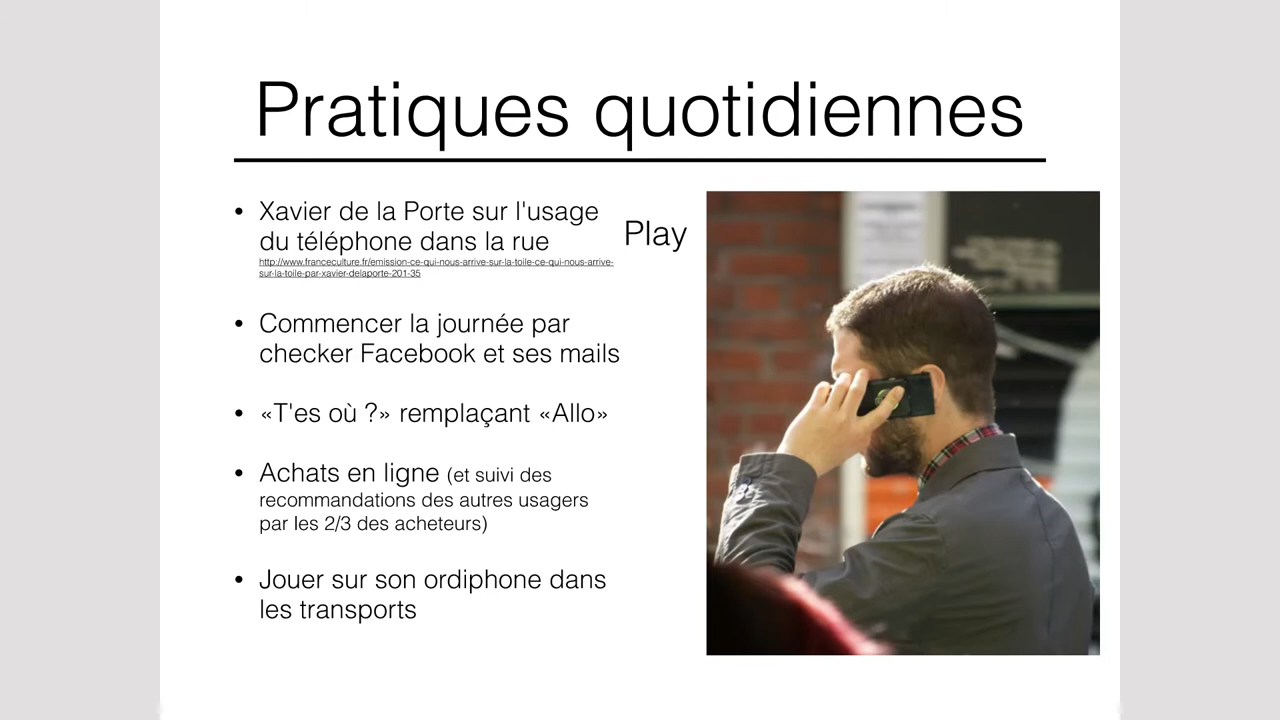 Pratiques quotidiennes
• Xavier de la Porte sur l'usage
du téléphone dans la rue
http://www.franceculture.fr/emission-ce-qui-nous-arrive-sur-la-toile-ce-qui-nous-arrive-
sur-la-toile-par-xavier-delaporte-201-35
Play
• Commencer la journée par
checker Facebook et ses mails
• «T'es où ?» remplaçant «Allo»
• Achats en ligne (et suivi des
recommandations des autres usagers
par les 2/3 des acheteurs)
• Jouer sur son ordiphone dans
les transports